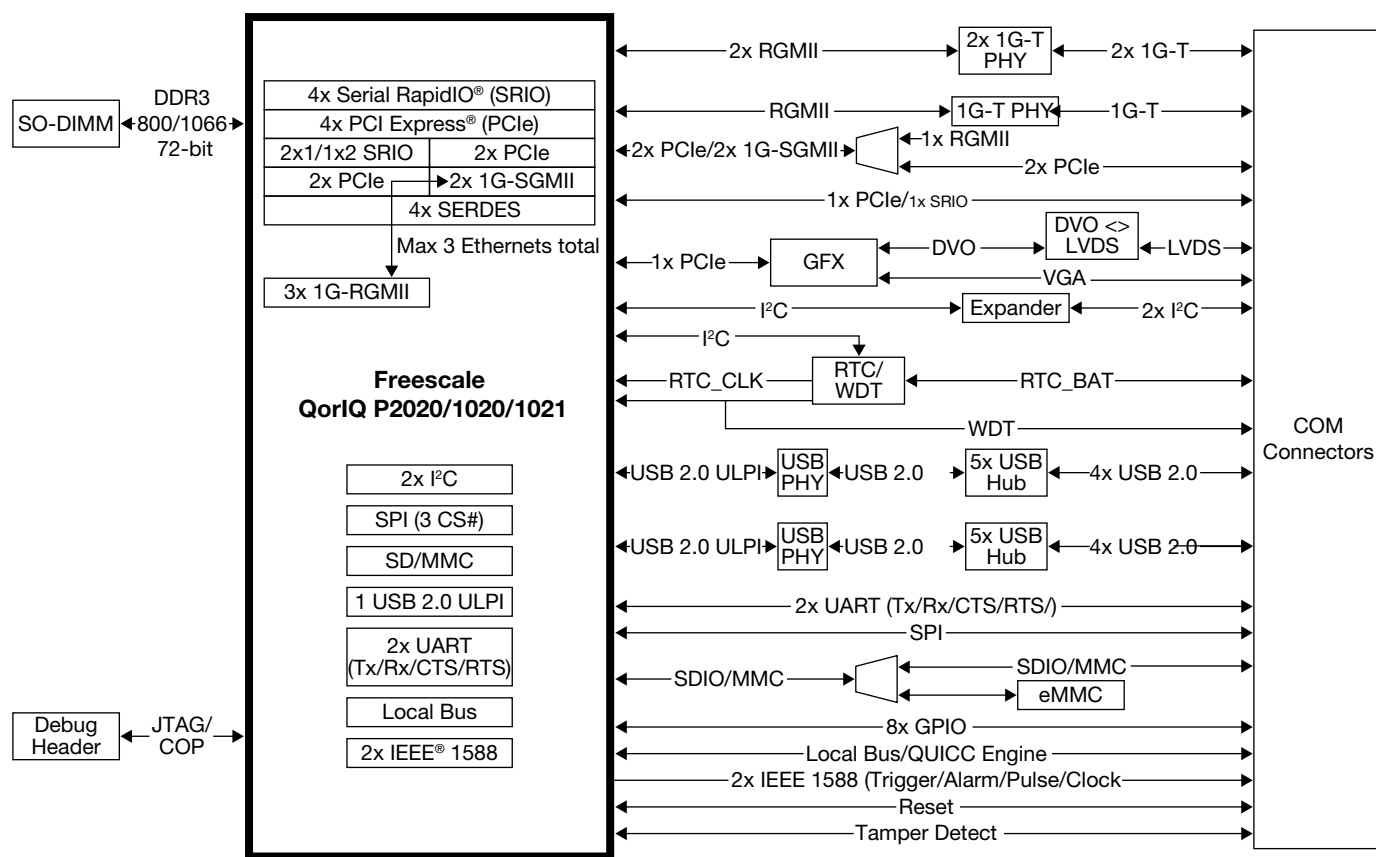 SO-DIMM
DDR3
800/1066
72-bit
4x Serial RapidIO® (SRIO)
4x PCI Express® (PCIe)
2x1/1x2 SRIO
2x PCIe
2x PCIe
2x 1G-SGMII
4x SERDES
Max 3 Ethernets total
3x 1G-RGMII
Freescale
QorIQ P2020/1020/1021
2x I²C
SPI (3 CS#)
SD/MMC
1 USB 2.0 ULPI
2x UART
(Tx/Rx/CTS/RTS)
Local Bus
2x IEEE® 1588
Debug
Header
JTAG/
COP
2x RGMII
2x 1G-T
PHY
2x 1G-T
RGMII
1G-T PHY
1G-T
2x PCIe/2x 1G-SGMII
1x RGMII
2x PCIe
1x PCIe/1x SRIO
1x PCIe
GFX
DVO
DVO <>
LVDS
LVDS
VGA
I²C
Expander
2x I²C
I²C
RTC_CLK
RTC/
WDT
RTC_BAT
WDT
USB 2.0 ULPI
USB
PHY
USB 2.0
5x USB
Hub
4x USB 2.0
USB 2.0 ULPI
USB
PHY
USB 2.0
5x USB
Hub
4x USB 2.0
2x UART (Tx/Rx/CTS/RTS/)
SPI
SDIO/MMC
SDIO/MMC
eMMC
8x GPIO
Local Bus/QUICC Engine
2x IEEE 1588 (Trigger/Alarm/Pulse/Clock
Reset
Tamper Detect
COM
Connectors